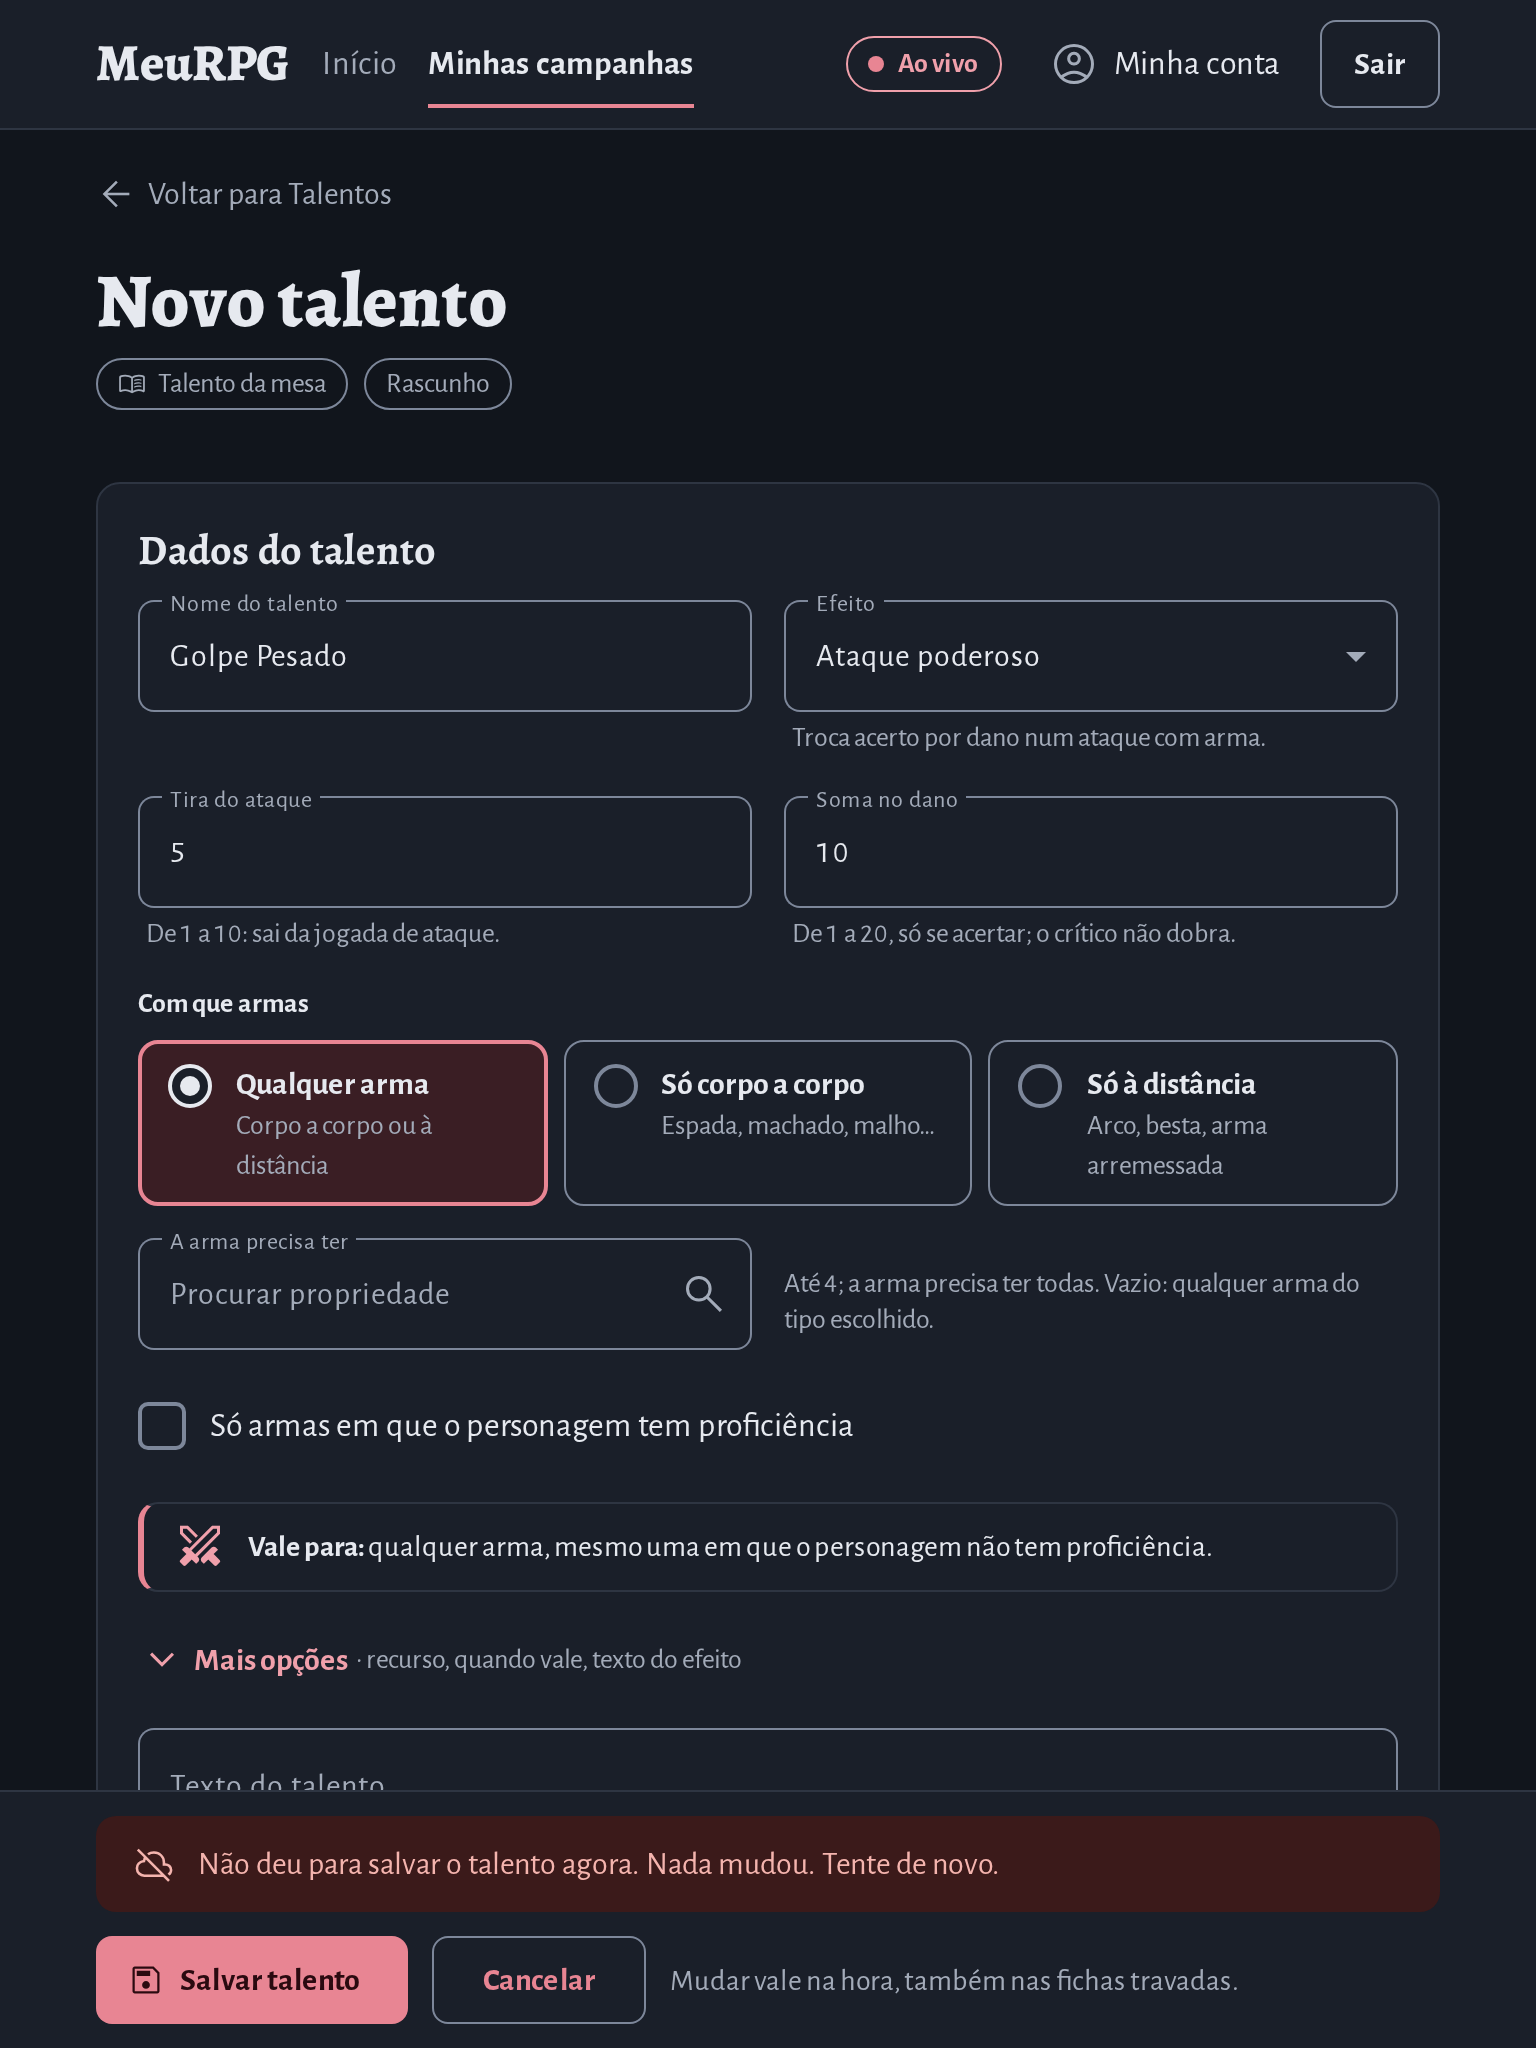 MeuRPG Início Minhas campanhas Ao vivo Minha conta Sair
Voltar para Talentos
Novo talento
Talento da mesa Rascunho
Dados do talento
Nome do talento
Golpe Pesado
Efeito
Ataque poderoso
Troca acerto por dano num ataque com arma.
Tira do ataque
5
De 1 a 10: sai da jogada de ataque.
Soma no dano
10
De 1 a 20, só se acertar; o crítico não dobra.
Com que armas
Qualquer arma
Corpo a corpo ou à
distância
Só corpo a corpo
Espada, machado, malho...
Só à distância
Arco, besta, arma
arremessada
A arma precisa ter
Procurar propriedade
Até 4; a arma precisa ter todas. Vazio: qualquer arma do
tipo escolhido.
Só armas em que o personagem tem proficiência
Vale para: qualquer arma, mesmo uma em que o personagem não tem proficiência.
Mais opções · recurso, quando vale, texto do efeito
Texto do talento
Não deu para salvar o talento agora. Nada mudou. Tente de novo.
Salvar talento Cancelar Mudar vale na hora, também nas fichas travadas.